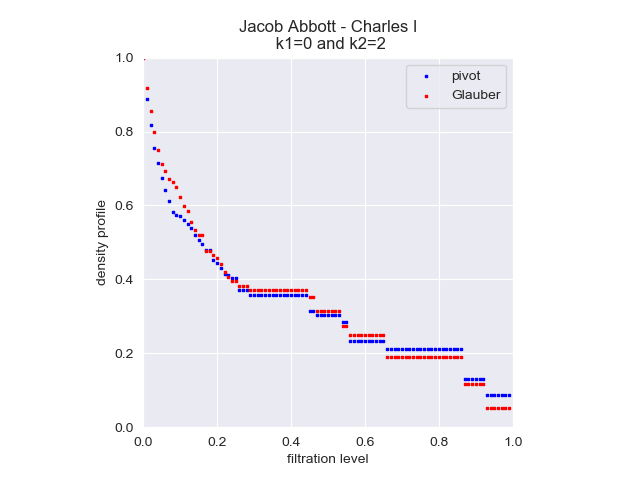 Jacob Abbott - Charles I
k1=0 and k2=2
pivot
Glauber
density profile
1.0
0.8
0.6
0.4
0.2
0.0
0.0 0.2 0.4 0.6 0.8 1.0
filtration level